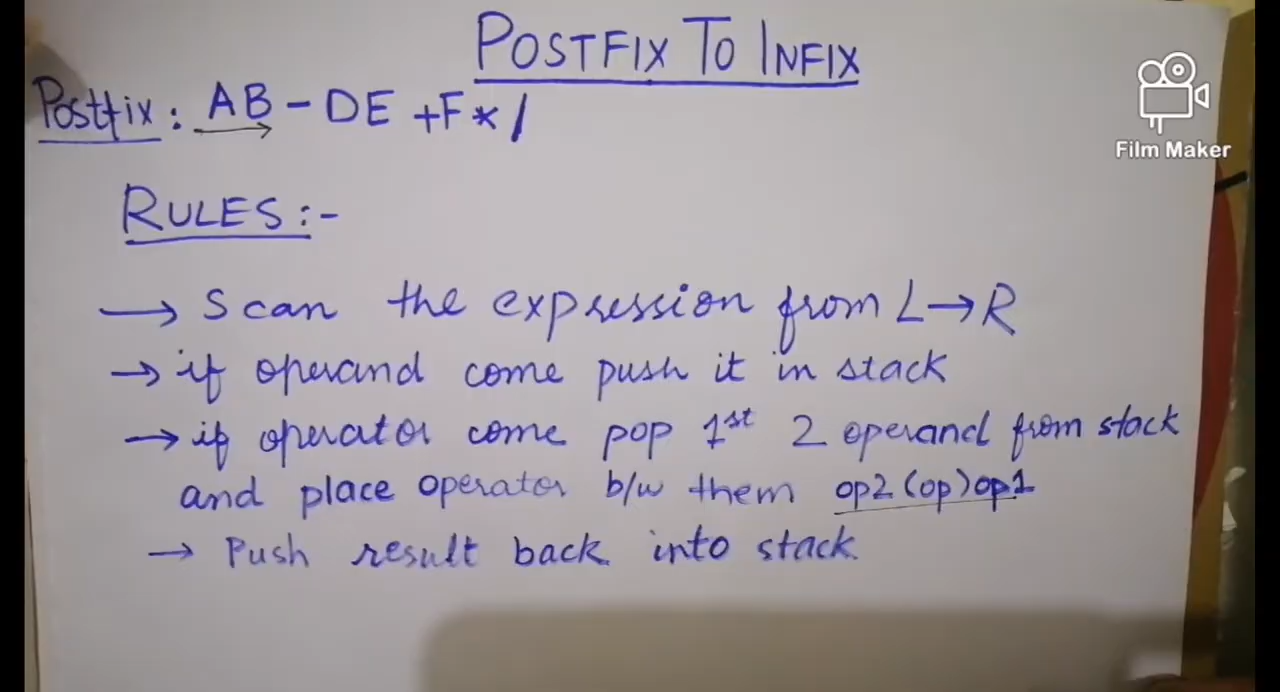 POSTFIX TO INFIX
Postfix: AB - DE +F * /
Film Maker
RULES:-
→ Scan the expression from L→R
→ if operand come push it in stack
→ if operator come pop 1st 2 operand from stack
and place operator b/w them op2(op)op1
→ Push result back into stack